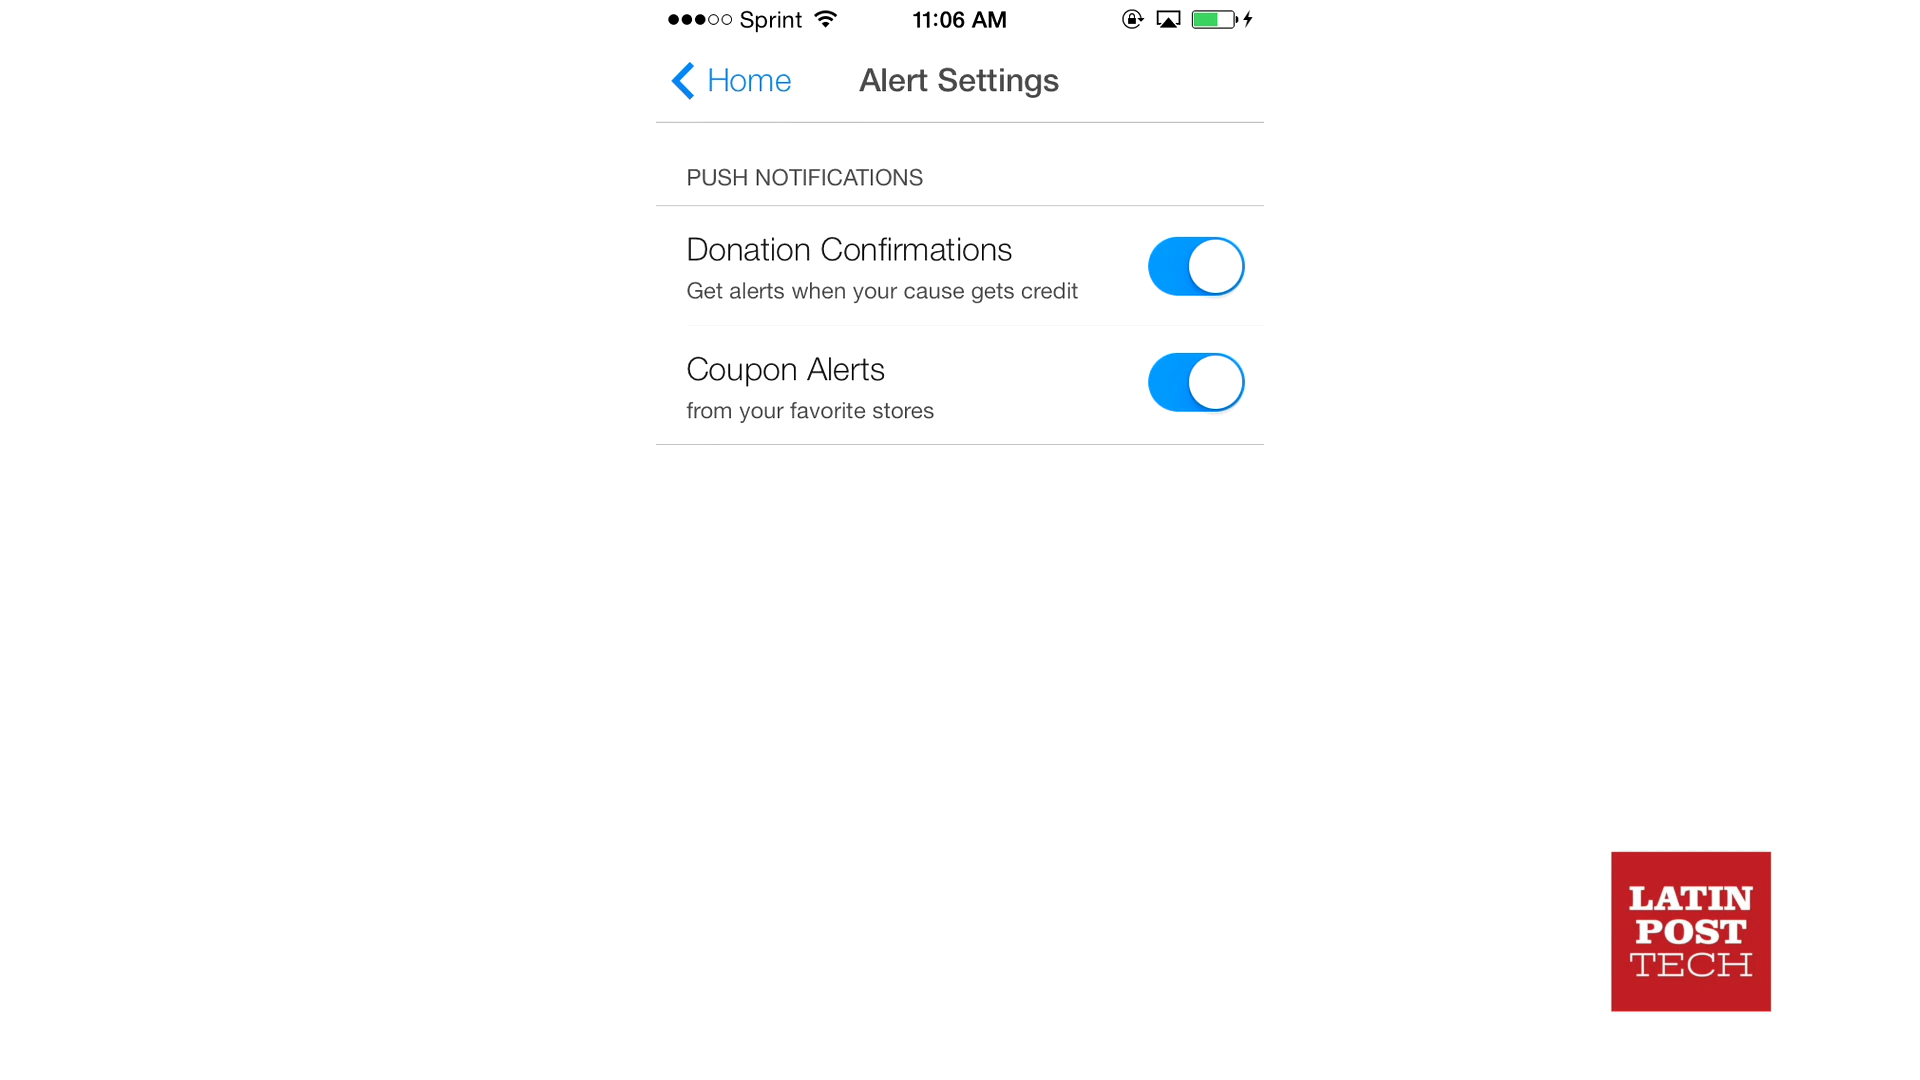 Sprint 11:06 AM
Home Alert Settings
PUSH NOTIFICATIONS
Donation Confirmations
Get alerts when your cause gets credit
Coupon Alerts
from your favorite stores
LATIN
POST
TECH